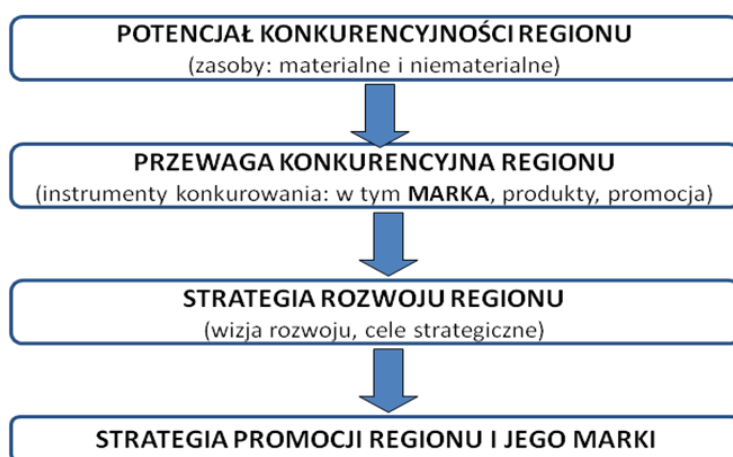 POTENCJAŁ KONKURENCYJNOŚCI REGIONU
(zasoby: materialne i niematerialne)
PRZEWAGA KONKURENCYJNA REGIONU
(instrumenty konkurowania: w tym MARKA, produkty, promocja)
STRATEGIA ROZWOJU REGIONU
(wizja rozwoju, cele strategiczne)
STRATEGIA PROMOCJI REGIONU I JEGO MARKI